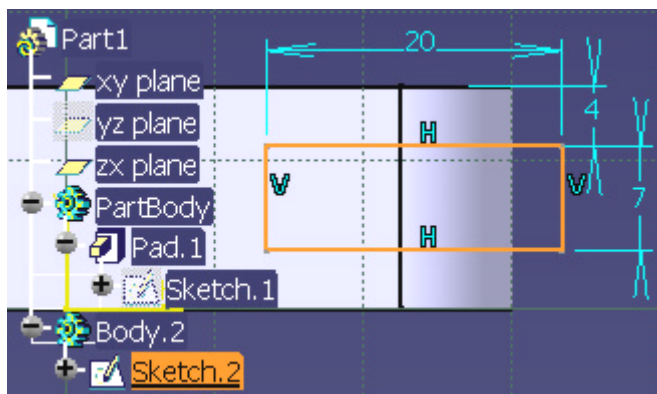 Part1
20
xy plane
4
yz plane
H
zx plane
V
V
7
PartBody
Pad.1
H
Sketch.1
Body.2
Sketch.2